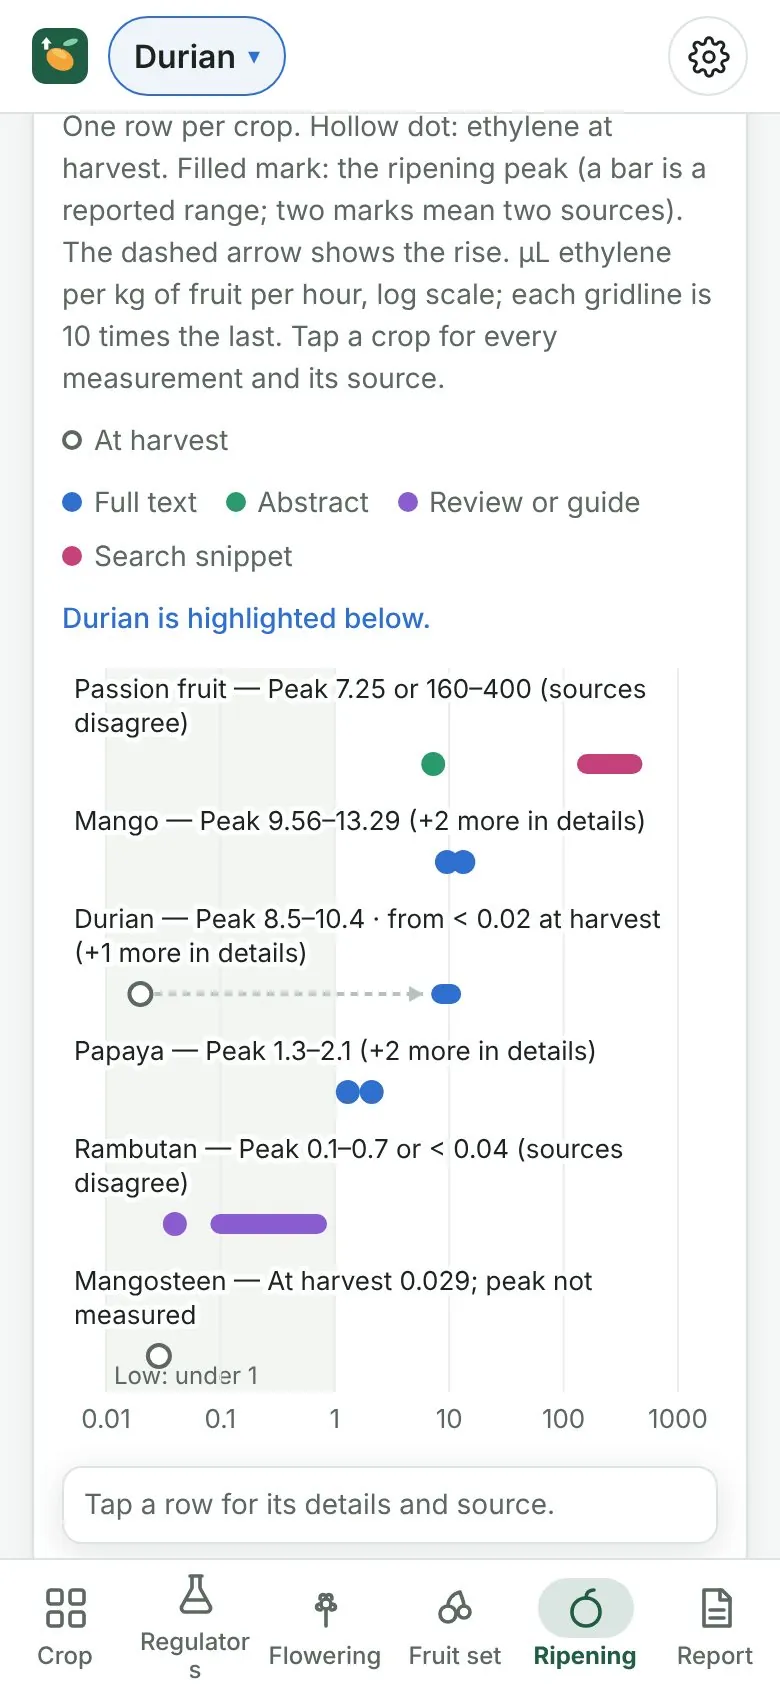 Durian ▾
One row per crop. Hollow dot: ethylene at
harvest. Filled mark: the ripening peak (a bar is a
reported range; two marks mean two sources).
The dashed arrow shows the rise. µL ethylene
per kg of fruit per hour, log scale; each gridline is
10 times the last. Tap a crop for every
measurement and its source.
At harvest
Full text Abstract Review or guide
Search snippet
Durian is highlighted below.
Passion fruit — Peak 7.25 or 160–400 (sources
disagree)
Mango — Peak 9.56–13.29 (+2 more in details)
Durian — Peak 8.5–10.4 · from < 0.02 at harvest
(+1 more in details)
Papaya — Peak 1.3–2.1 (+2 more in details)
Rambutan — Peak 0.1–0.7 or < 0.04 (sources
disagree)
Mangosteen — At harvest 0.029; peak not
measured
Low: under 1
0.01 0.1 1 10 100 1000
Tap a row for its details and source.
Crop Regulator
s Flowering Fruit set Ripening Report